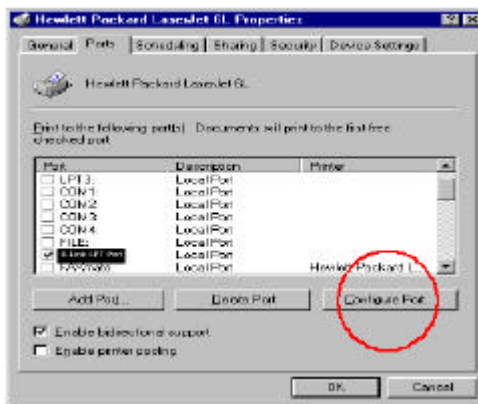 Hewlett Packard LaserJet 6L Properties
General Ports Scheduling Sharing Security Device Settings
Hewlett Packard LaserJet 6L
Print to the following port(s). Documents will print to the first free
checked port
Port Description Printer
LPT3: Local Port
COM1: Local Port
COM2: Local Port
COM3: Local Port
COM4: Local Port
FILE: Local Port
D-Link LPT Port Local Port
Local Port Hewlett Packard L...
Add Port... Delete Port Configure Port
Enable bidirectional support
Enable printer pooling
OK Cancel